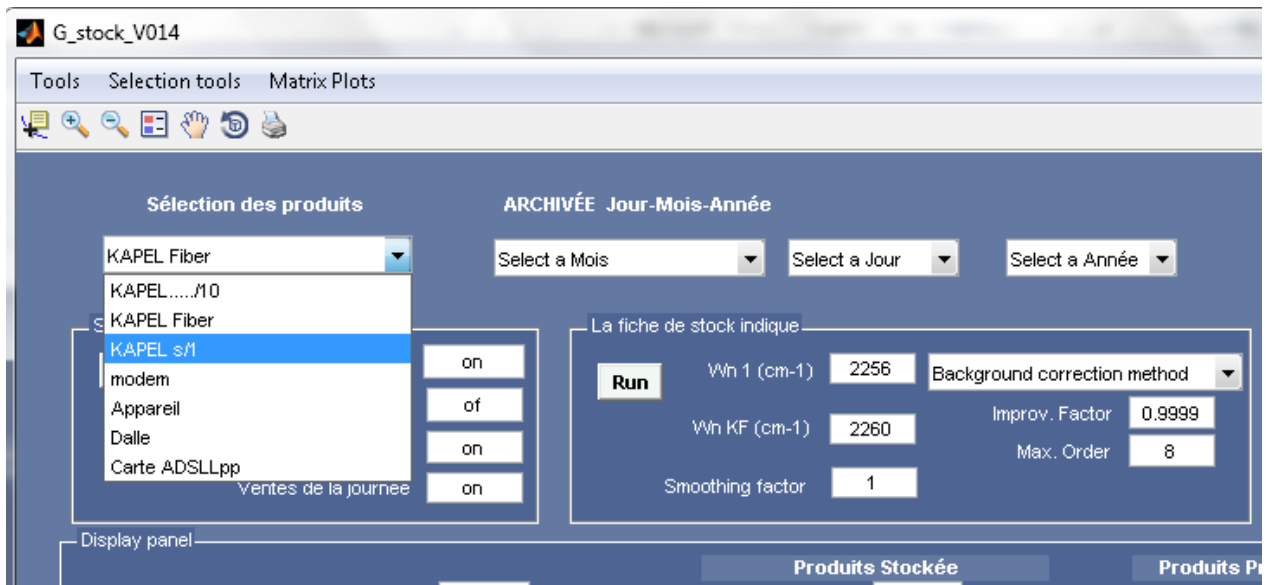 G_stock_V014
Tools Selection tools Matrix Plots
Sélection des produits ARCHIVÉE Jour-Mois-Année
KAPEL Fiber Select a Mois Select a Jour Select a Année
KAPEL...../10
KAPEL Fiber
KAPEL s/1
modem
Appareil
Dalle
Carte ADSLLpp
on
of
on
Ventes de la journee on
La fiche de stock indique
Run Wn 1 (cm-1) 2256 Background correction method
Improv. Factor 0.9999
Wn KF (cm-1) 2260
Max. Order 8
Smoothing factor 1
Display panel
Produits Stockée Produits